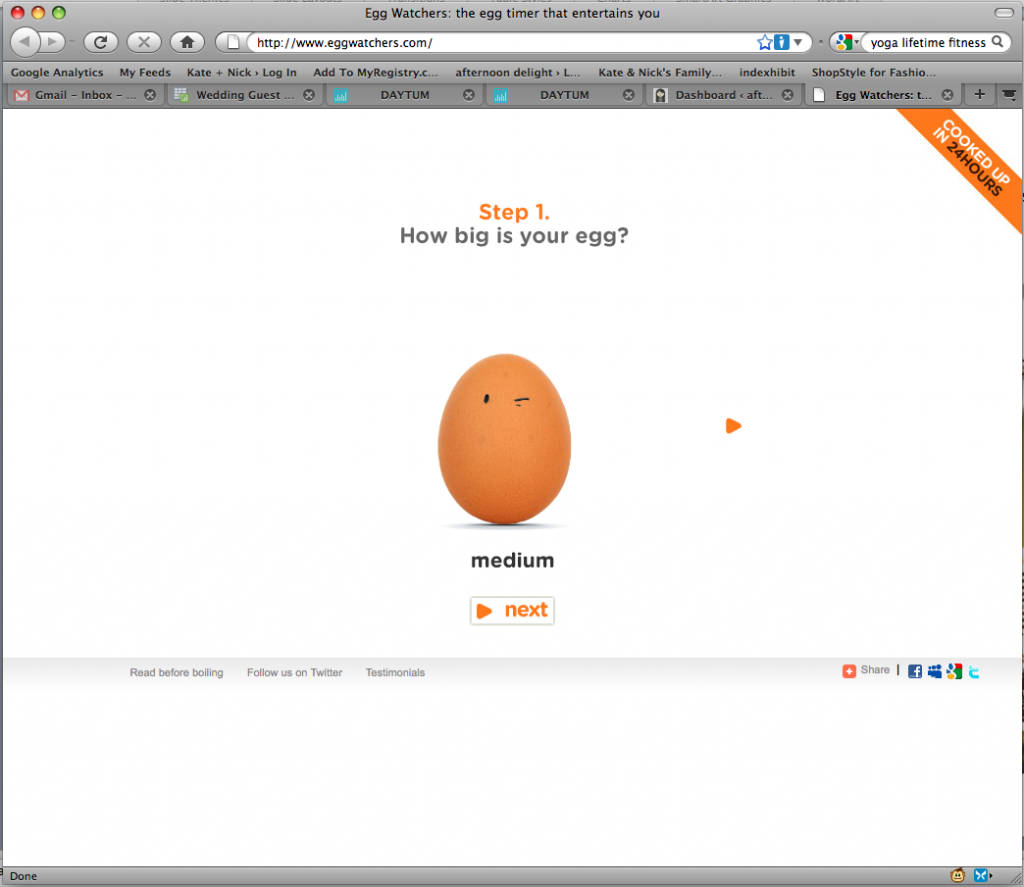 Egg Watchers: the egg timer that entertains you
http://www.eggwatchers.com/
yoga lifetime fitness
Google Analytics My Feeds Kate + Nick › Log In Add To MyRegistry.c... afternoon delight › L... Kate & Nick's Family... indexhibit ShopStyle for Fashio...
Gmail - Inbox - ... Wedding Guest ... DAYTUM DAYTUM Dashboard ‹ aft... Egg Watchers: t...
COOKED UP
IN 24HOURS
Step 1.
How big is your egg?
medium
next
Read before boiling Follow us on Twitter Testimonials Share
Done